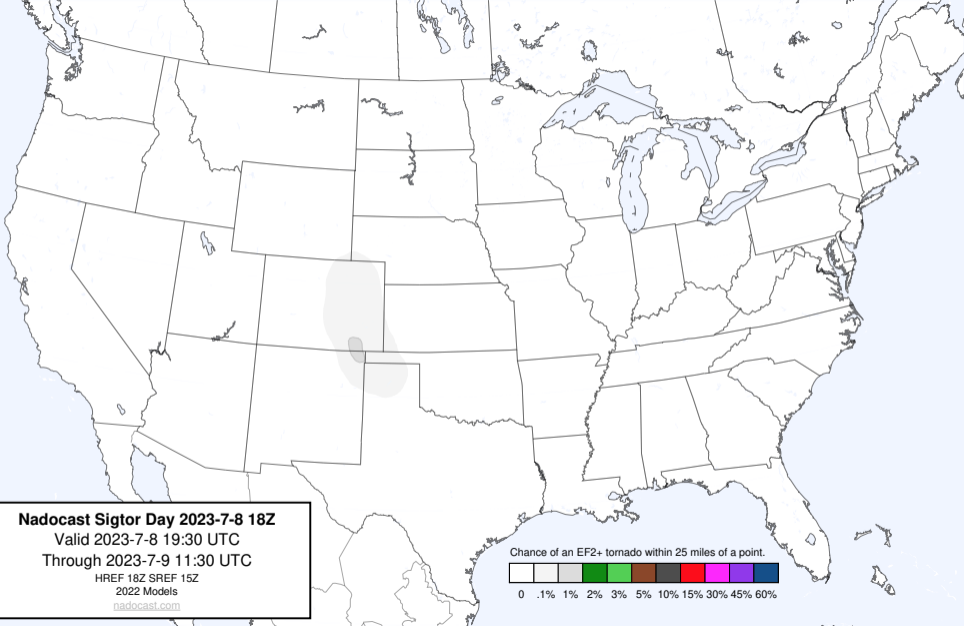 Nadocast Sigtor Day 2023-7-8 18Z
Valid 2023-7-8 19:30 UTC
Through 2023-7-9 11:30 UTC
HREF 18Z SREF 15Z
2022 Models
nadocast.com
Chance of an EF2+ tornado within 25 miles of a point.
0 .1% 1% 2% 3% 5% 10% 15% 30% 45% 60%